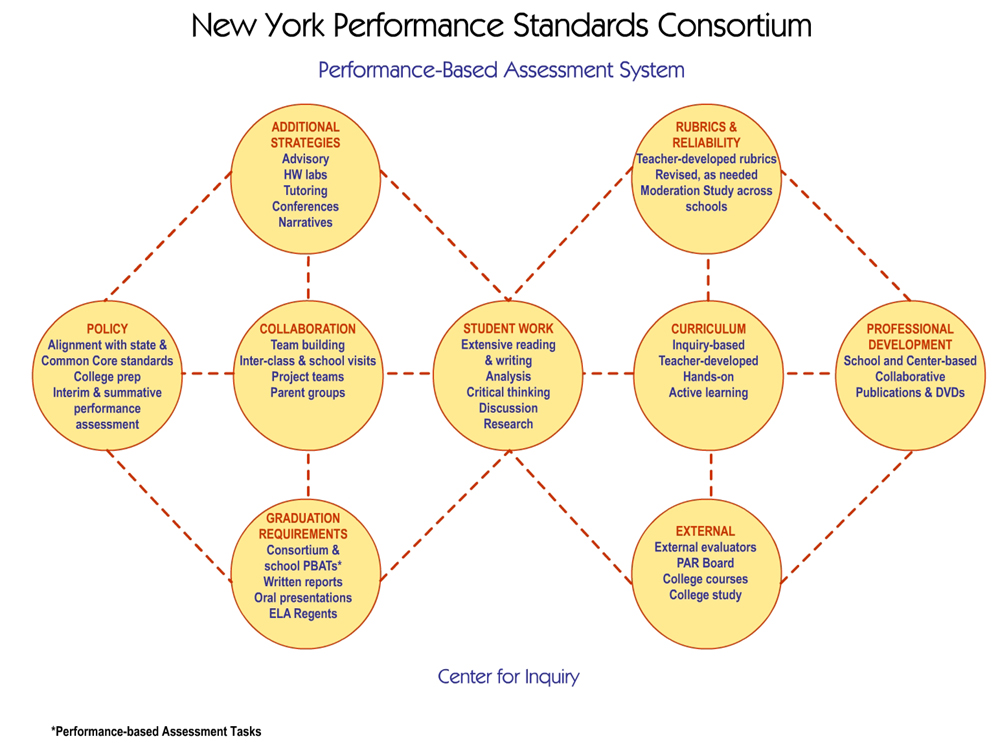 New York Performance Standards Consortium
Performance-Based Assessment System
ADDITIONAL
STRATEGIES
Advisory
HW labs
Tutoring
Conferences
Narratives
RUBRICS &
RELIABILITY
Teacher-developed rubrics
Revised, as needed
Moderation Study across
schools
POLICY
Alignment with state &
Common Core standards
College prep
Interim & summative
performance
assessment
COLLABORATION
Team building
Inter-class & school visits
Project teams
Parent groups
STUDENT WORK
Extensive reading
& writing
Analysis
Critical thinking
Discussion
Research
CURRICULUM
Inquiry-based
Teacher-developed
Hands-on
Active learning
PROFESSIONAL
DEVELOPMENT
School and Center-based
Collaborative
Publications & DVDs
GRADUATION
REQUIREMENTS
Consortium &
school PBATs*
Written reports
Oral presentations
ELA Regents
EXTERNAL
External evaluators
PAR Board
College courses
College study
Center for Inquiry
*Performance-based Assessment Tasks